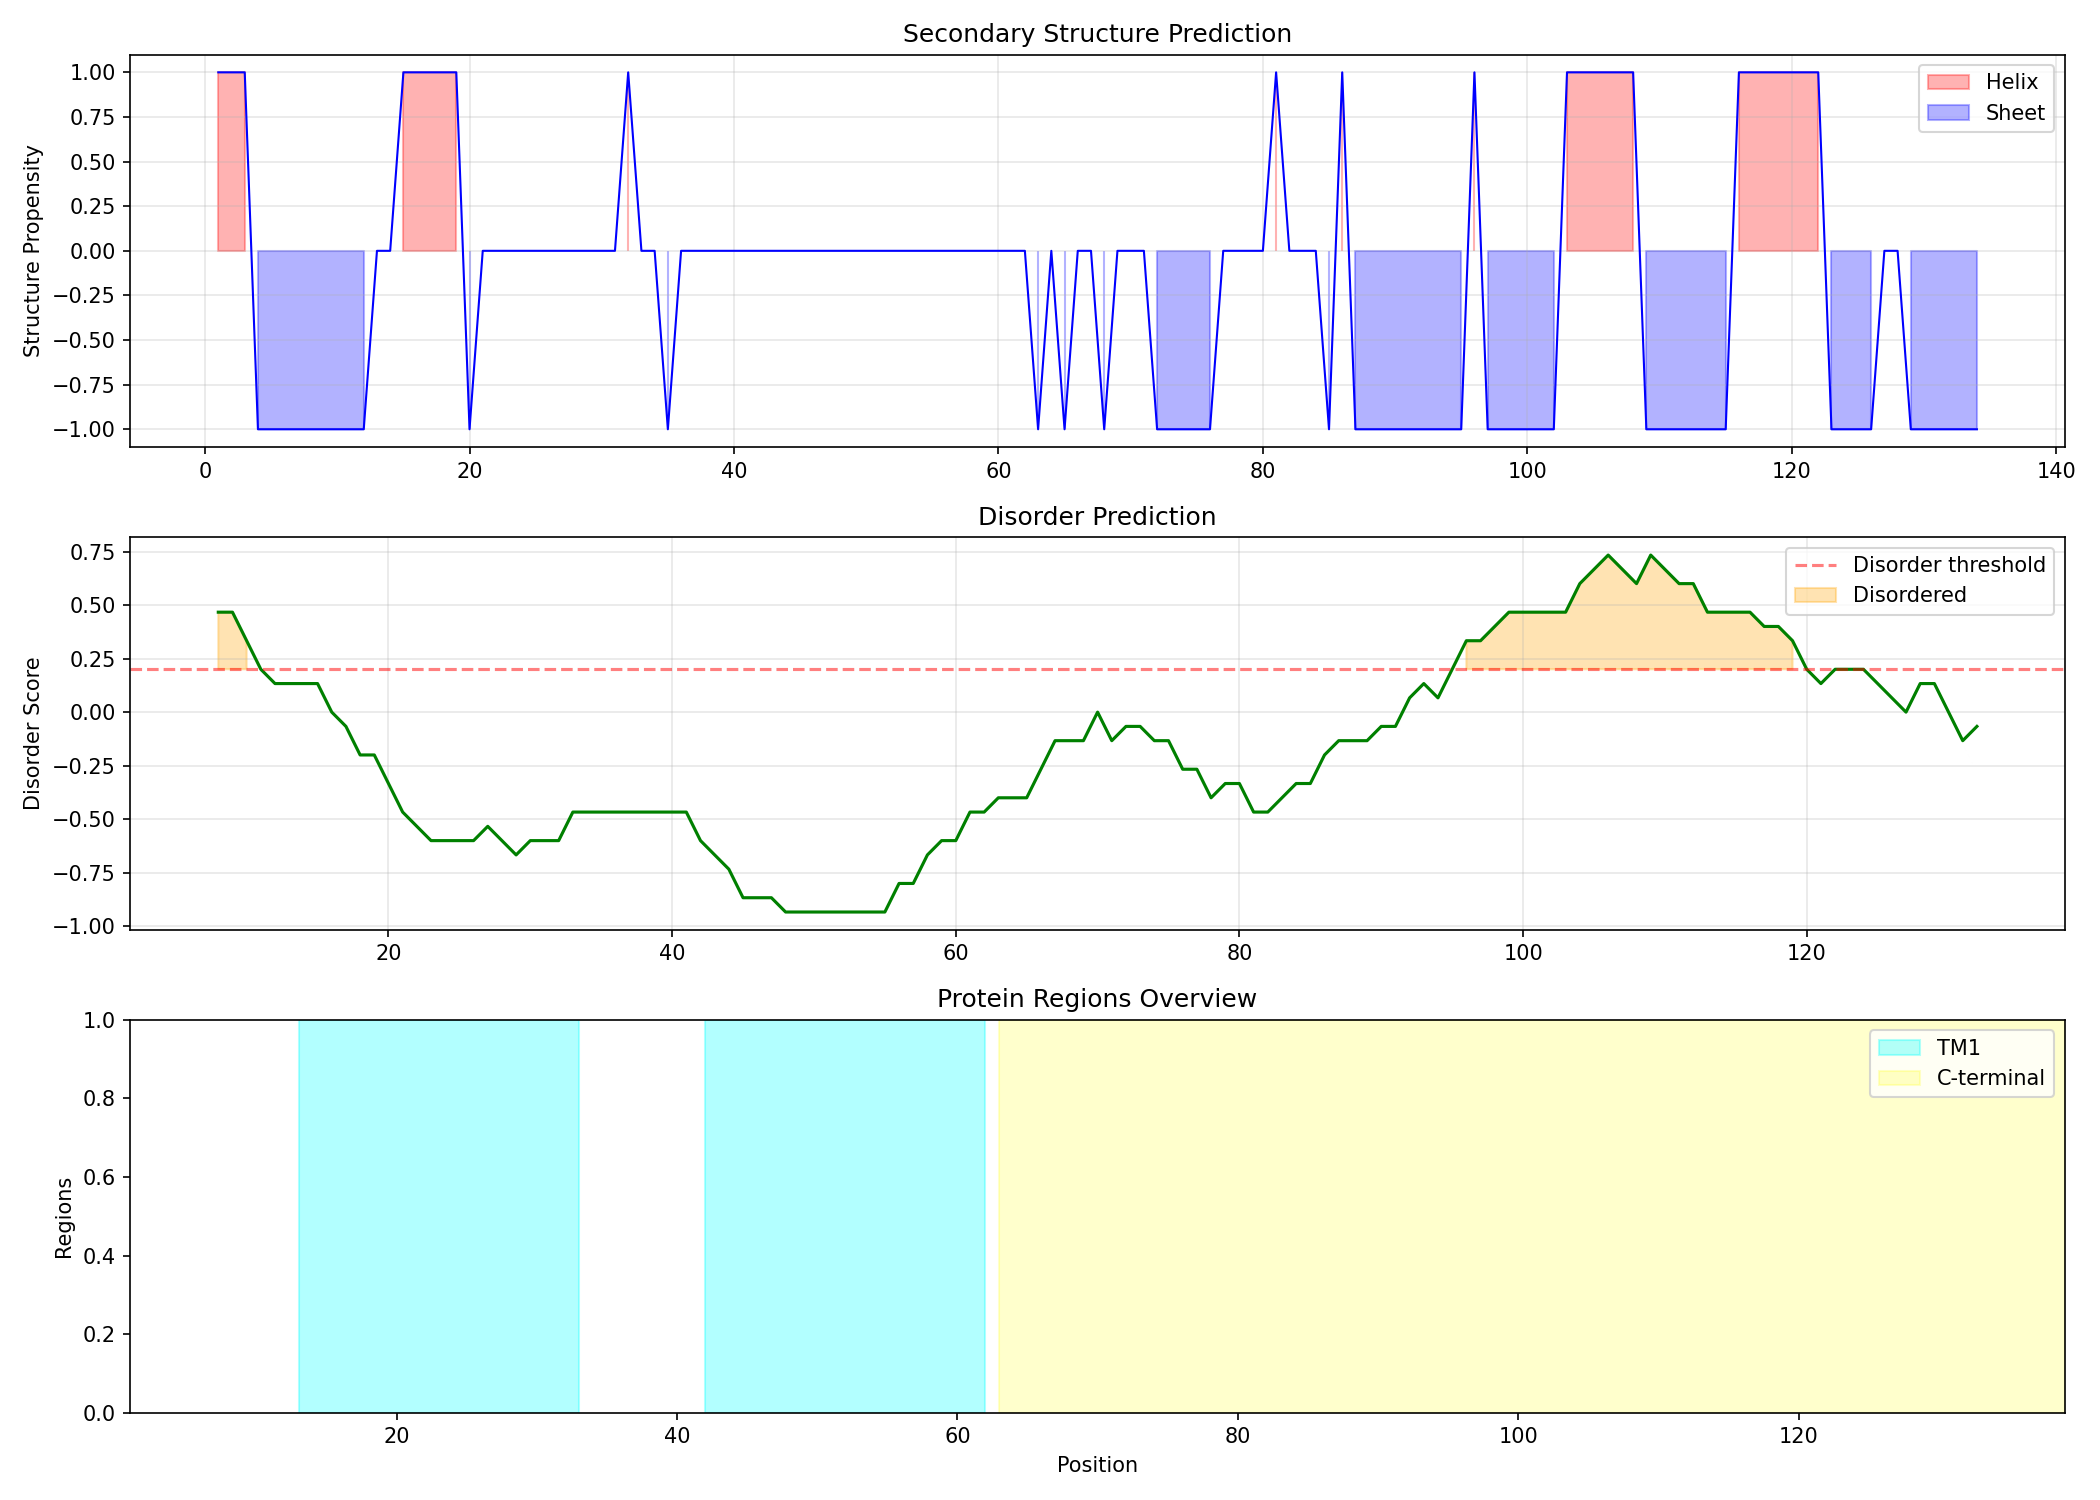 Secondary Structure Prediction
Structure Propensity
1.00
0.75
0.50
0.25
0.00
−0.25
−0.50
−0.75
−1.00
Helix
Sheet
0 20 40 60 80 100 120 140
Disorder Prediction
Disorder Score
0.75
0.50
0.25
0.00
−0.25
−0.50
−0.75
−1.00
Disorder threshold
Disordered
20 40 60 80 100 120
Protein Regions Overview
Regions
1.0
0.8
0.6
0.4
0.2
0.0
TM1
C-terminal
20 40 60 80 100 120
Position